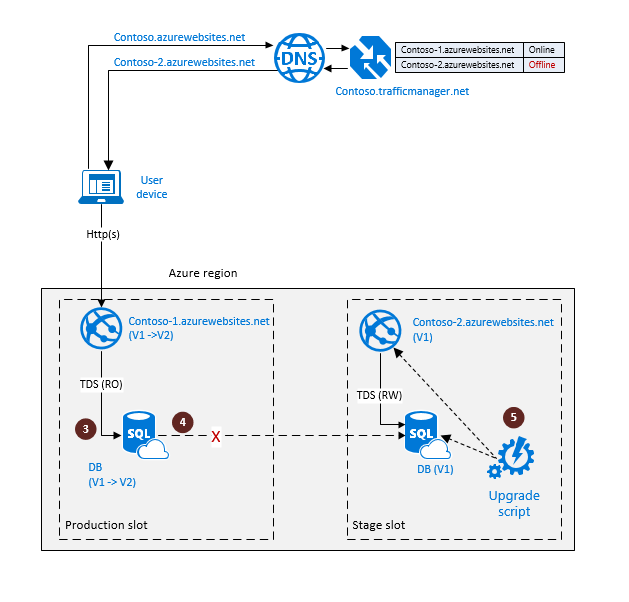 Contoso.azurewebsites.net
Contoso-2.azurewebsites.net
DNS
Contoso-1.azurewebsites.net Online
Contoso-2.azurewebsites.net Offline
Contoso.trafficmanager.net
User
device
Http(s)
Azure region
Contoso-1.azurewebsites.net
(V1 ->V2)
TDS (RO)
3
SQL
4
X
DB
(V1 -> V2)
Production slot
Contoso-2.azurewebsites.net
(V1)
TDS (RW)
SQL
DB (V1)
5
Upgrade
script
Stage slot